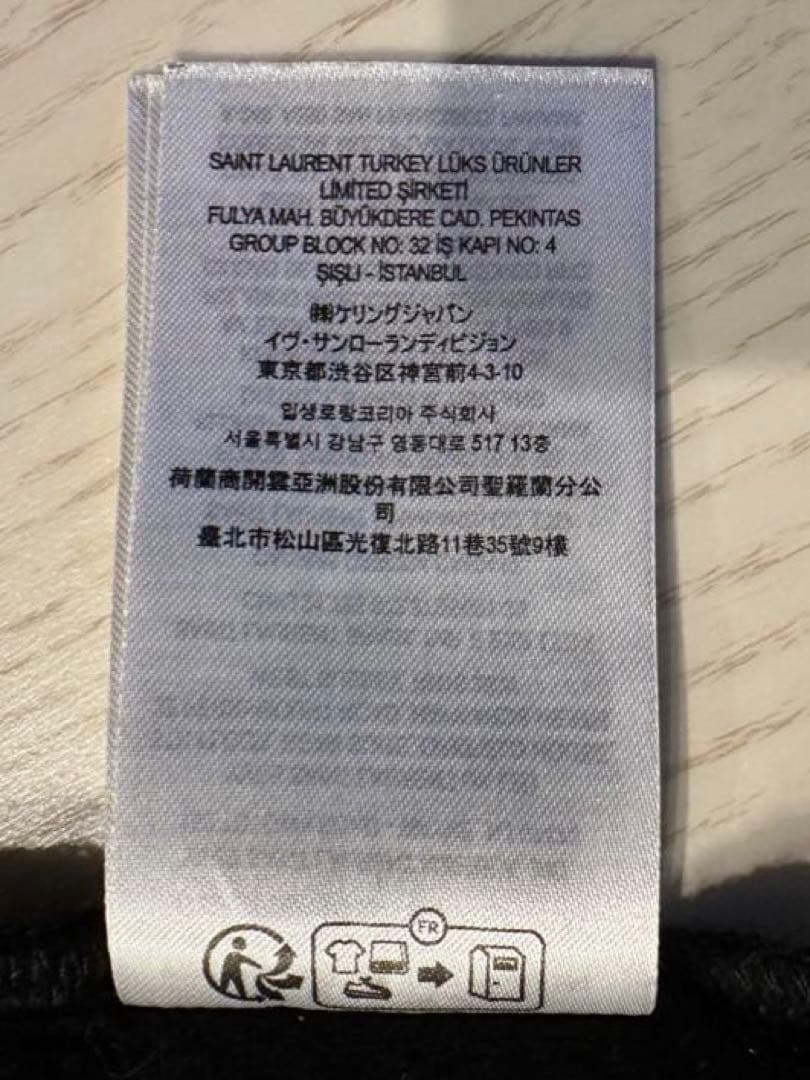 SAINT LAURENT TURKEY LÜKS ÜRÜNLER
LİMİTED ŞİRKETİ
FULYA MAH. BÜYÜKDERE CAD. PEKINTAS
GROUP BLOCK NO: 32 İŞ KAPI NO: 4
ŞIŞLI - İSTANBUL
㈱ケリングジャパン
イヴ・サンローランディビジョン
東京都渋谷区神宮前4-3-10
입생로랑코리아 주식회사
서울특별시 강남구 영동대로 517 13층
荷蘭商開雲亞洲股份有限公司聖羅蘭分公
司
臺北市松山區光復北路11巷35號9樓
FR